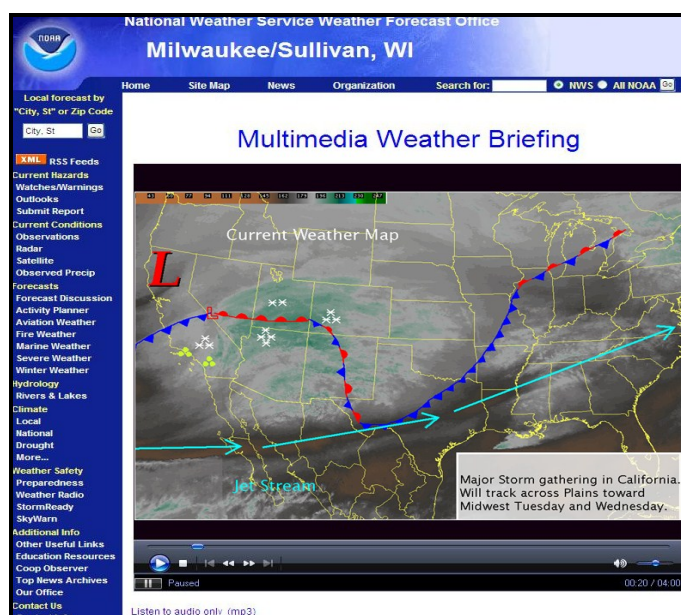 National Weather Service Weather Forecast Office
NOAA
Milwaukee/Sullivan, WI
Home Site Map News Organization Search for: NWS All NOAA Go
Local forecast by
"City, St" or Zip Code
City, St Go
XML RSS Feeds
Current Hazards
Watches/Warnings
Outlooks
Submit Report
Current Conditions
Observations
Radar
Satellite
Observed Precip
Forecasts
Forecast Discussion
Activity Planner
Aviation Weather
Fire Weather
Marine Weather
Severe Weather
Winter Weather
Hydrology
Rivers & Lakes
Climate
Local
National
Drought
More...
Weather Safety
Preparedness
Weather Radio
StormReady
SkyWarn
Additional Info
Other Useful Links
Education Resources
Coop Observer
Top News Archives
Our Office
Contact Us
Multimedia Weather Briefing
Current Weather Map
L
L
Jet Stream
Major Storm gathering in California.
Will track across Plains toward
Midwest Tuesday and Wednesday.
Paused 00:20 / 04:00
Listen to audio only (mp3)